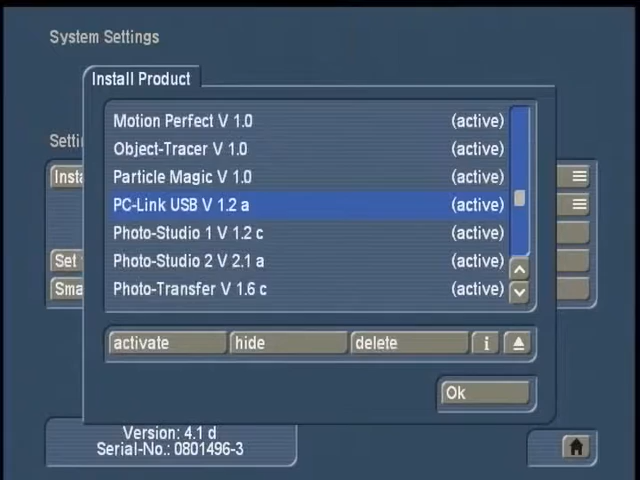 System Settings
Install Product
Motion Perfect V 1.0 (active)
Object-Tracer V 1.0 (active)
Particle Magic V 1.0 (active)
PC-Link USB V 1.2 a (active)
Photo-Studio 1 V 1.2 c (active)
Photo-Studio 2 V 2.1 a (active)
Photo-Transfer V 1.6 c (active)
Set
activate hide delete i
Ok
Version: 4.1 d
Serial-No.: 0801496-3